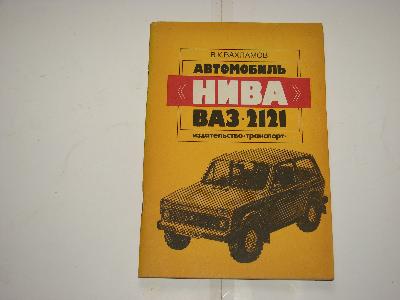 В.К.ВАХЛАМОВ
АВТОМОБИЛЬ
«НИВА»
ВАЗ-2121
издательство·транспорт·